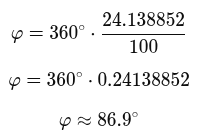 φ = 360° · 24.138852/100
φ = 360° · 0.24138852
φ ≈ 86.9°